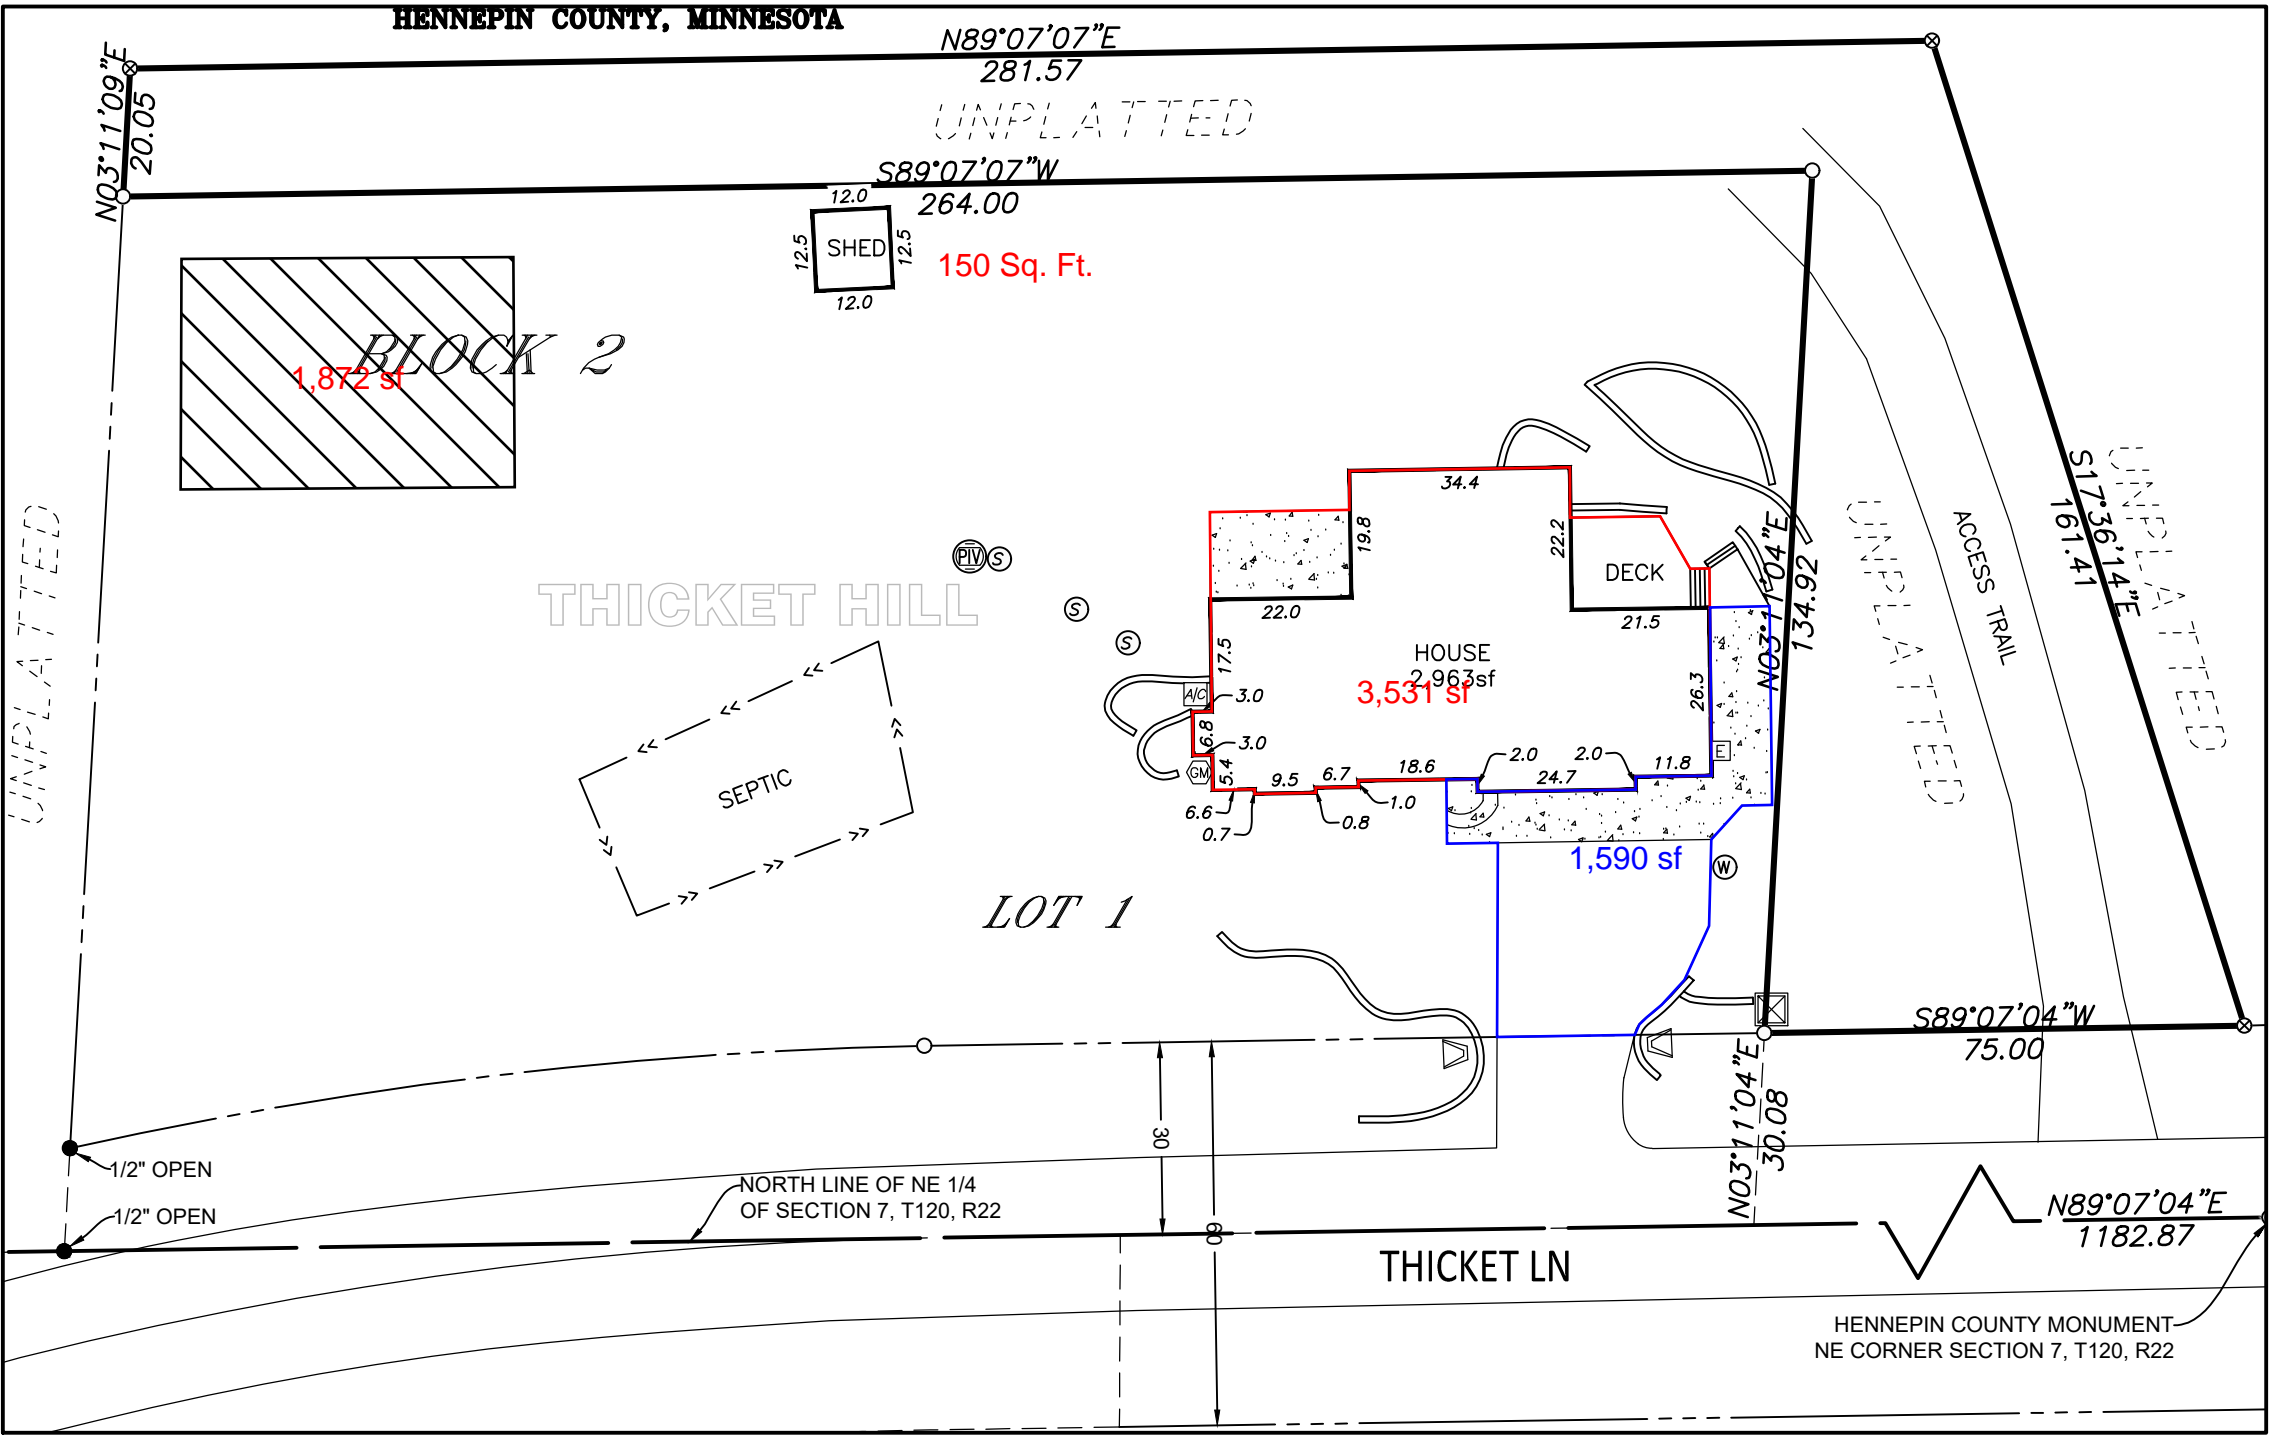 HENNEPIN COUNTY, MINNESOTA
N89°07'07"E
281.57
N03°11'09"E
20.05
UNPLATTED
S89°07'07"W
264.00
12.0
12.5
SHED
12.5
12.0
150 Sq. Ft.
BLOCK 2
1,872 sf
34.4
19.8
22.2
DECK
22.0
21.5
PIV
S
S
S
THICKET HILL
UNPLATTED
HOUSE
2,963sf
3,531 sf
17.5
A/C
3.0
6.8
3.0
GM
5.4
9.5
6.7
18.6
6.6
0.7
0.8
1.0
2.0
24.7
2.0
11.8
26.3
E
1,590 sf
W
N03°11'04"E
134.92
UNPLATTED
ACCESS TRAIL
S17°36'14"E
161.41
UNPLATTED
SEPTIC
LOT 1
S89°07'04"W
75.00
N03°11'04"E
30.08
30
60
1/2" OPEN
1/2" OPEN
NORTH LINE OF NE 1/4
OF SECTION 7, T120, R22
THICKET LN
N89°07'04"E
1182.87
HENNEPIN COUNTY MONUMENT
NE CORNER SECTION 7, T120, R22